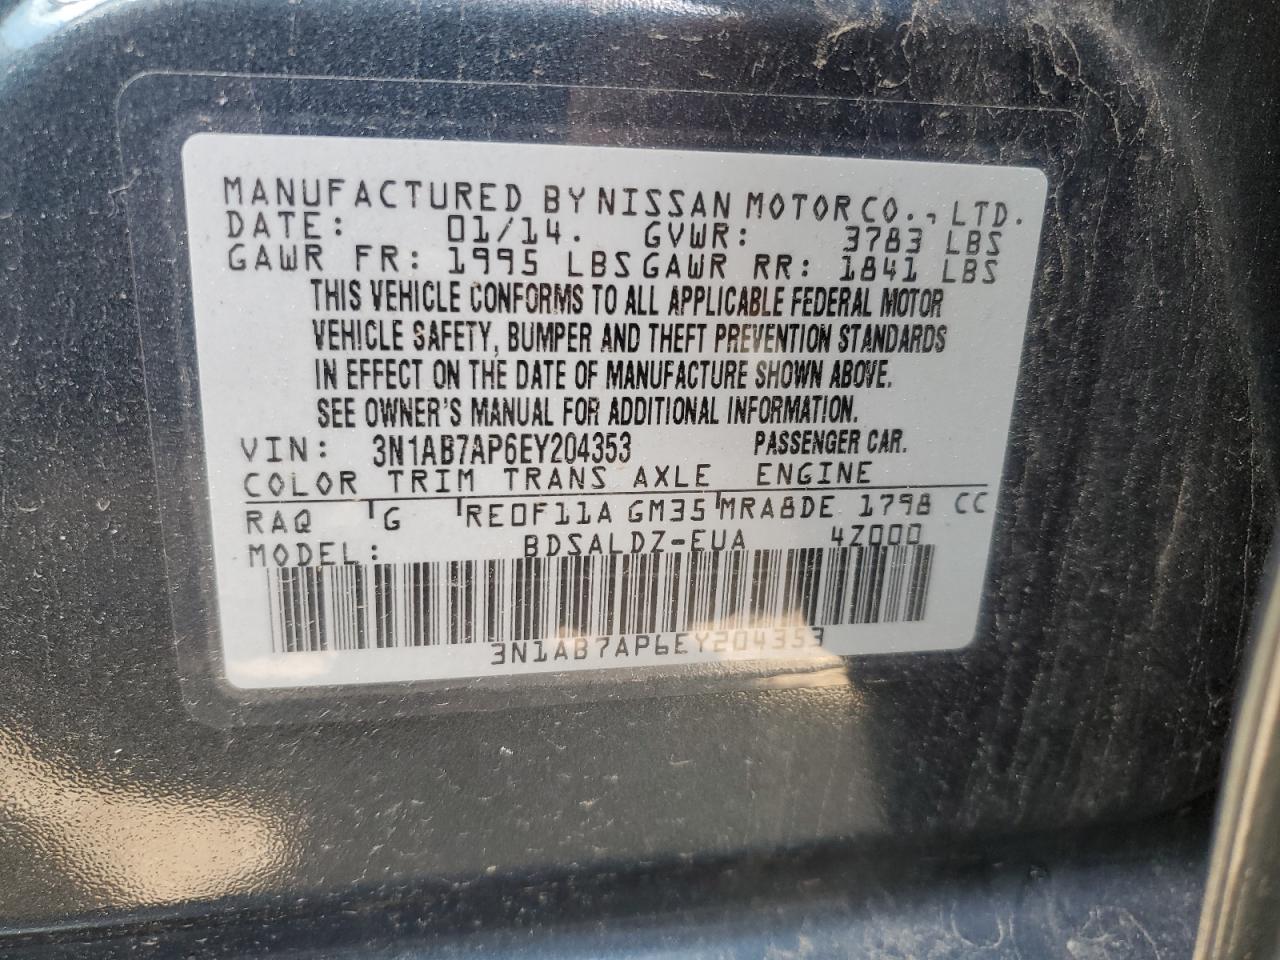 MANUFACTURED BY NISSAN MOTOR CO., LTD.
DATE: 01/14. GVWR: 3783 LBS
GAWR FR: 1995 LBS GAWR RR: 1841 LBS
THIS VEHICLE CONFORMS TO ALL APPLICABLE FEDERAL MOTOR
VEHICLE SAFETY, BUMPER AND THEFT PREVENTION STANDARDS
IN EFFECT ON THE DATE OF MANUFACTURE SHOWN ABOVE.
SEE OWNER'S MANUAL FOR ADDITIONAL INFORMATION.
VIN: 3N1AB7AP6EY204353 PASSENGER CAR.
COLOR TRIM TRANS AXLE ENGINE
RAQ G RE0F11A GM35 MRA8DE 1798 CC
MODEL: BDSALDZ-EUA 4Z000
3N1AB7AP6EY204353